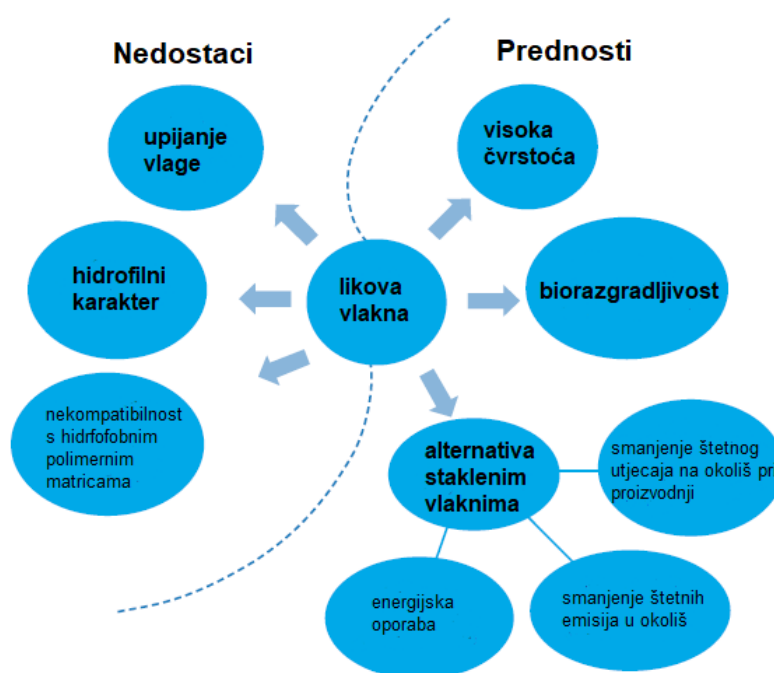 Nedostaci
Prednosti
upijanje
vlage
visoka
čvrstoća
hidrofilni
karakter
likova
vlakna
biorazgradljivost
nekompatibilnost
s hidrfofobnim
polimernim
matricama
alternativa
staklenim
vlaknima
smanjenje štetnog
utjecaja na okoliš pri
proizvodnji
energijska
oporaba
smanjenje štetnih
emisija u okoliš